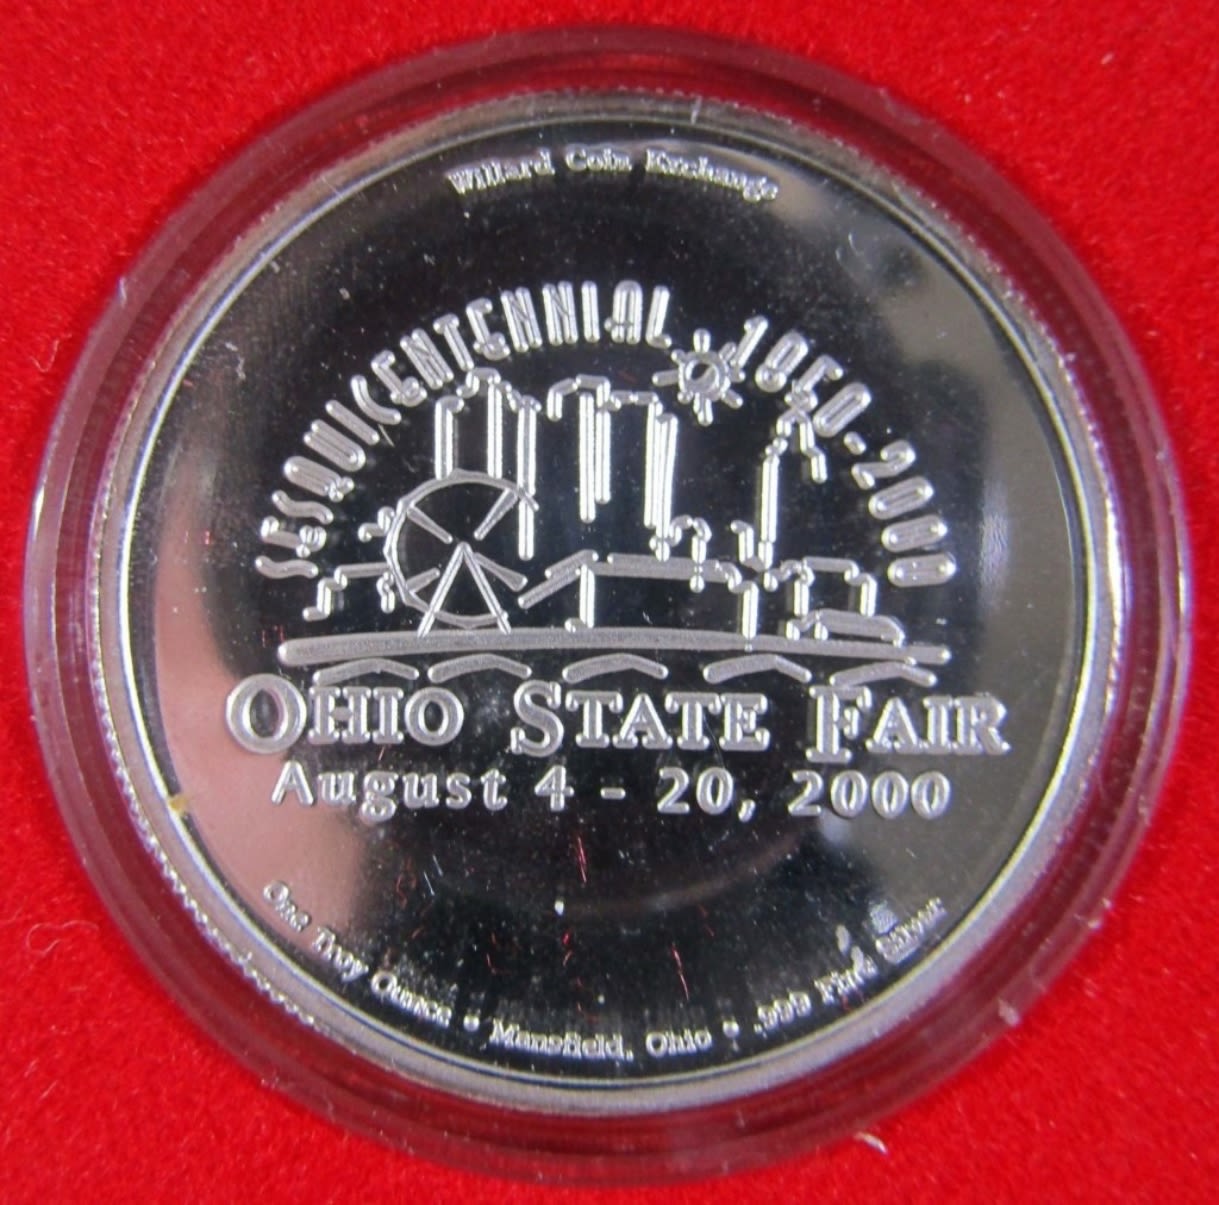 Willard Coin Exchange
SESQUICENTENNIAL 1850-2000
OHIO STATE FAIR
August 4 - 20, 2000
One Troy Ounce • Mansfield, Ohio • .999 Fine Silver